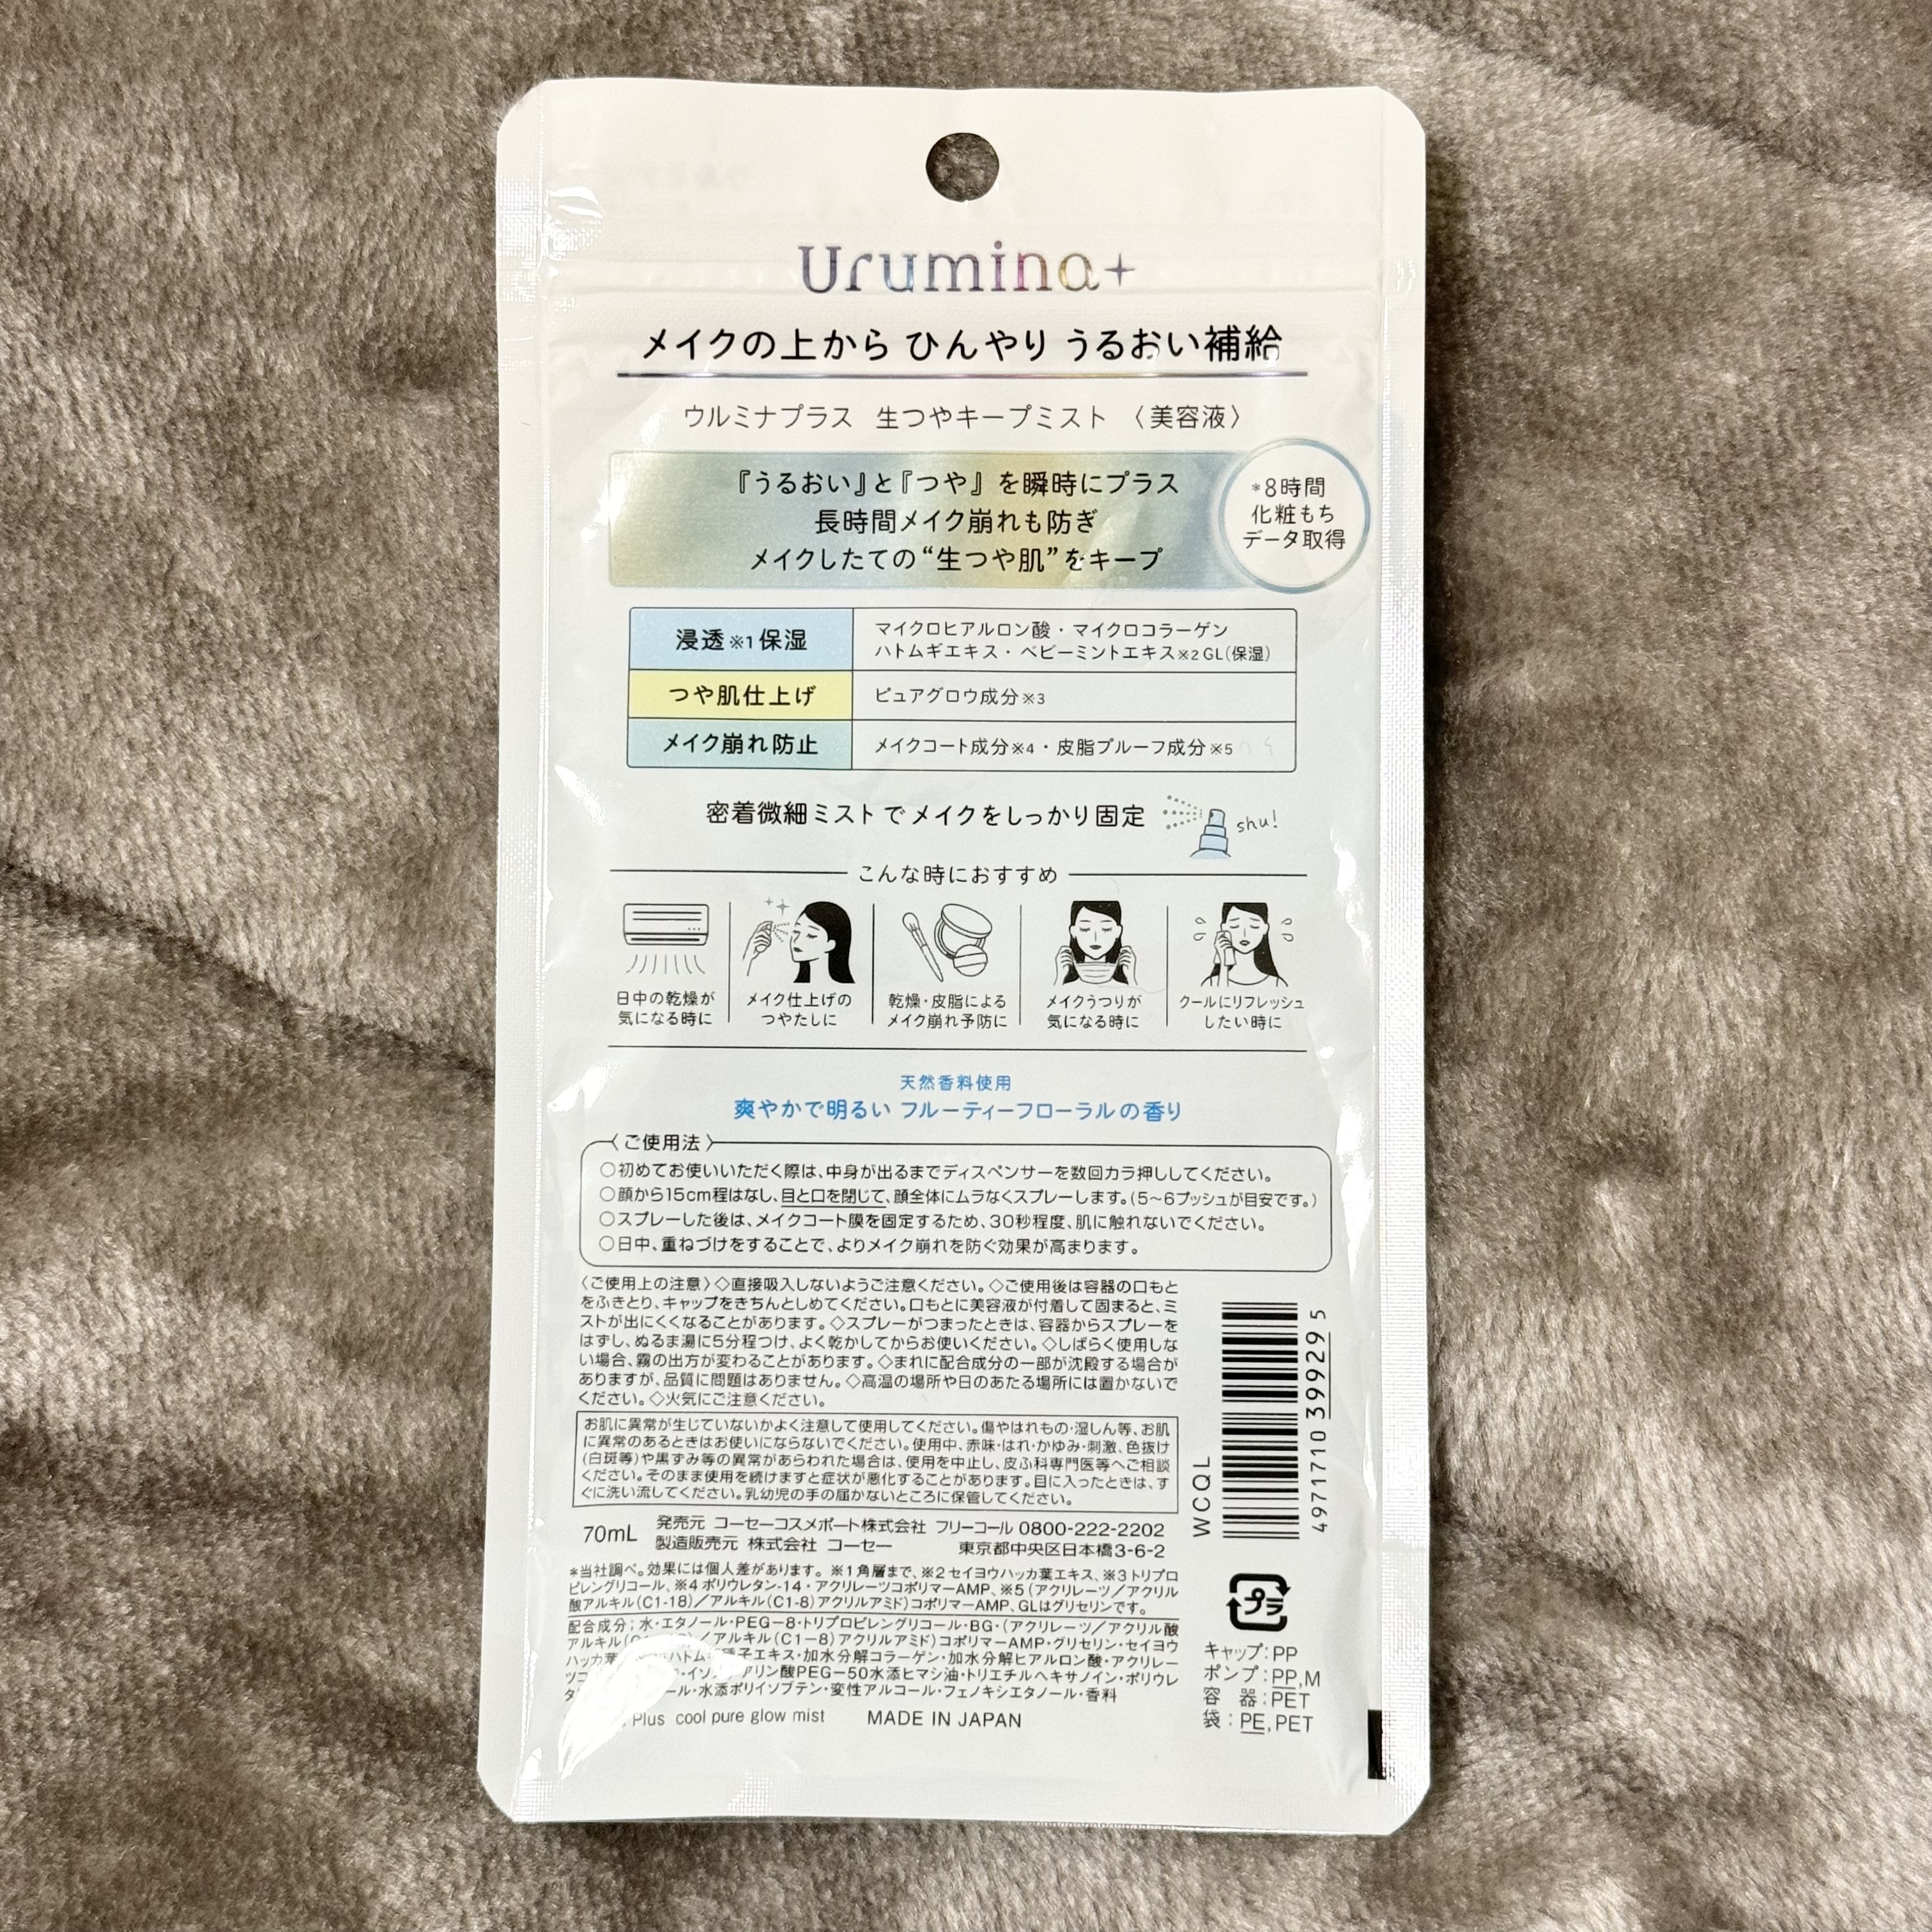 Urumina+
メイクの上から ひんやり うるおい補給
ウルミナプラス 生つやキープミスト 〈美容液〉
『うるおい』と『つや』を瞬時にプラス
長時間メイク崩れも防ぎ
メイクしたての“生つや肌”をキープ
*8時間
化粧もち
データ取得
浸透※1保湿
マイクロヒアルロン酸・マイクロコラーゲン
ハトムギエキス・ベビーミントエキス※2 GL(保湿)
つや肌仕上げ
ピュアグロウ成分※3
メイク崩れ防止
メイクコート成分※4・皮脂プルーフ成分※5
密着微細ミストでメイクをしっかり固定
shu!
こんな時におすすめ
日中の乾燥が
気になる時に
メイク仕上げの
つやたしに
乾燥・皮脂による
メイク崩れ予防に
メイクうつりが
気になる時に
クールにリフレッシュ
したい時に
天然香料使用
爽やかで明るい フルーティーフローラルの香り
〈ご使用法〉
○初めてお使いいただく際は、中身が出るまでディスペンサーを数回カラ押ししてください。
○顔から15cm程はなし、目と口を閉じて、顔全体にムラなくスプレーします。(5～6プッシュが目安です。)
○スプレーした後は、メイクコート膜を固定するため、30秒程度、肌に触れないでください。
○日中、重ねづけをすることで、よりメイク崩れを防ぐ効果が高まります。
〈ご使用上の注意〉◇直接吸入しないようご注意ください。◇ご使用後は容器の口もと
をふきとり、キャップをきちんとしめてください。口もとに美容液が付着して固まると、ミ
ストが出にくくなることがあります。◇スプレーがつまったときは、容器からスプレーを
はずし、ぬるま湯に5分程つけ、よく乾かしてからお使いください。◇しばらく使用しな
い場合、霧の出方が変わることがあります。◇まれに配合成分の一部が沈殿する場合が
ありますが、品質に問題はありません。◇高温の場所や日のあたる場所には置かないで
ください。◇火気にご注意ください。
お肌に異常が生じていないかよく注意して使用してください。傷やはれもの・湿しん等、お肌
に異常のあるときはお使いにならないでください。使用中、赤味・はれ・かゆみ・刺激、色抜け
(白斑等)や黒ずみ等の異常があらわれた場合は、使用を中止し、皮ふ科専門医等へご相談
ください。そのまま使用を続けますと症状が悪化することがあります。目に入ったときは、す
ぐに洗い流してください。乳幼児の手の届かないところに保管してください。
70mL
発売元 コーセーコスメポート株式会社 フリーコール 0800-222-2202
製造販売元 株式会社 コーセー 東京都中央区日本橋3-6-2
*当社調べ。効果には個人差があります。※1角層まで、※2セイヨウハッカ葉エキス、※3トリプロ
ピレングリコール、※4ポリウレタン-14・アクリレーツコポリマーAMP、※5(アクリレーツ／アクリル
酸アルキル(C1-18)／アルキル(C1-8)アクリルアミド)コポリマーAMP、GLはグリセリンです。
配合成分；水・エタノール・PEG－8・トリプロピレングリコール・BG・(アクリレーツ／アクリル酸
アルキル(C1 ／アルキル(C1－8)アクリルアミド)コポリマーAMP・グリセリン・セイヨウ
ハッカ葉 ハトム 種子エキス・加水分解コラーゲン・加水分解ヒアルロン酸・アクリレー
ツコ ・イソ アリン酸PEG－50水添ヒマシ油・トリエチルヘキサノイン・ポリウレ
タ ール・水添ポリイソブテン・変性アルコール・フェノキシエタノール・香料
Plus cool pure glow mist MADE IN JAPAN
WCQL
4971710 399295
プラ
キャップ：PP
ポンプ：PP,M
容 器：PET
袋：PE,PET